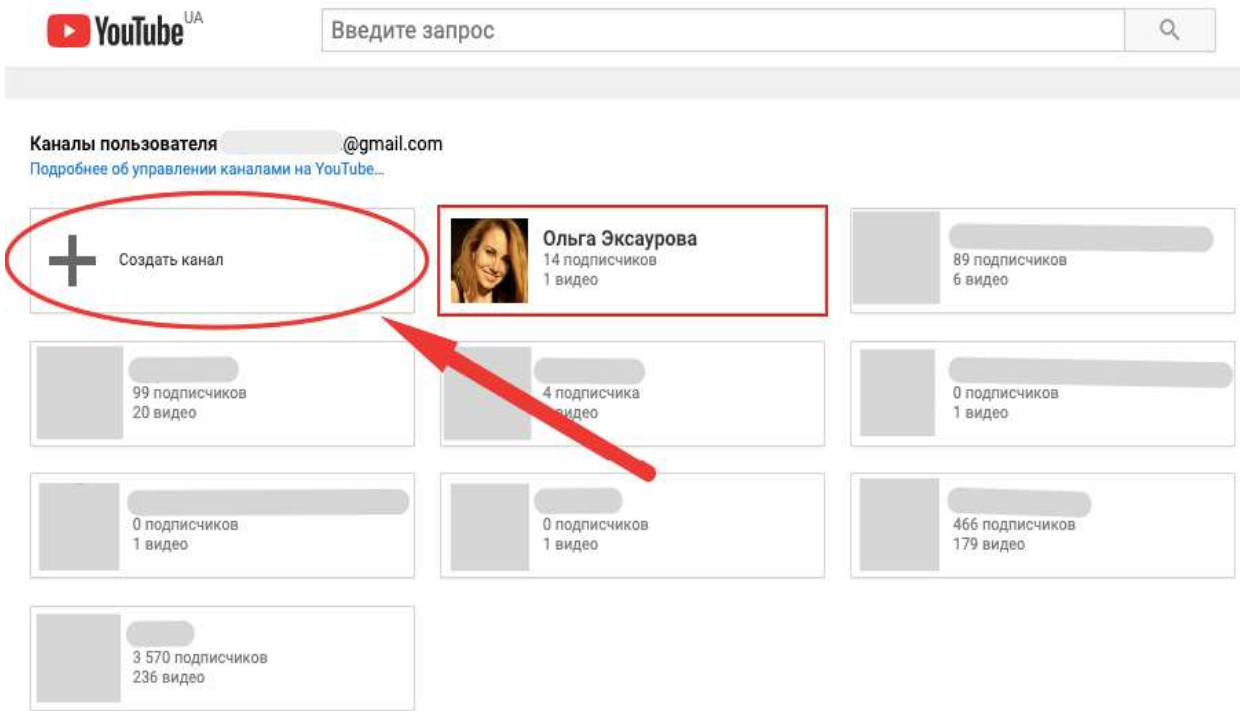 YouTube UA
Введите запрос
Каналы пользователя @gmail.com
Подробнее об управлении каналами на YouTube...
Создать канал
Ольга Эксаурова
14 подписчиков
1 видео
89 подписчиков
6 видео
99 подписчиков
20 видео
4 подписчика
видео
0 подписчиков
1 видео
0 подписчиков
1 видео
0 подписчиков
1 видео
466 подписчиков
179 видео
3 570 подписчиков
236 видео